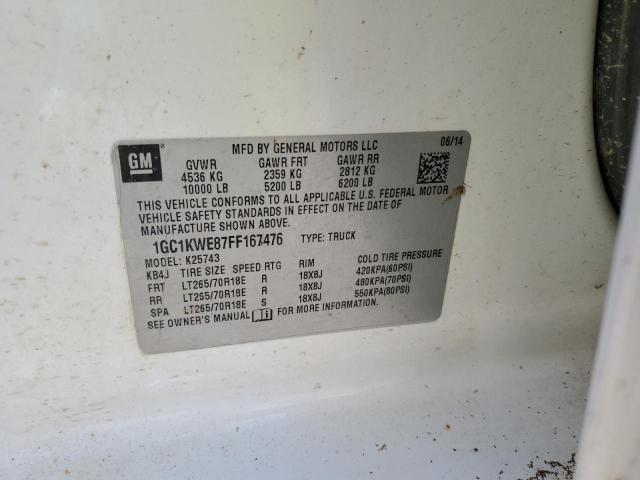 GM
MFD BY GENERAL MOTORS LLC 06/14
GVWR GAWR FRT GAWR RR
4536 KG 2359 KG 2812 KG
10000 LB 5200 LB 6200 LB
THIS VEHICLE CONFORMS TO ALL APPLICABLE U.S. FEDERAL MOTOR
VEHICLE SAFETY STANDARDS IN EFFECT ON THE DATE OF
MANUFACTURE SHOWN ABOVE.
1GC1KWE87FF167476 TYPE: TRUCK
MODEL: K25743
KB4J TIRE SIZE SPEED RTG RIM COLD TIRE PRESSURE
FRT LT265/70R18E R 18X8J 420KPA(60PSI)
RR LT265/70R18E R 18X8J 480KPA(70PSI)
SPA LT265/70R18E S 18X8J 550KPA(80PSI)
SEE OWNER'S MANUAL FOR MORE INFORMATION.